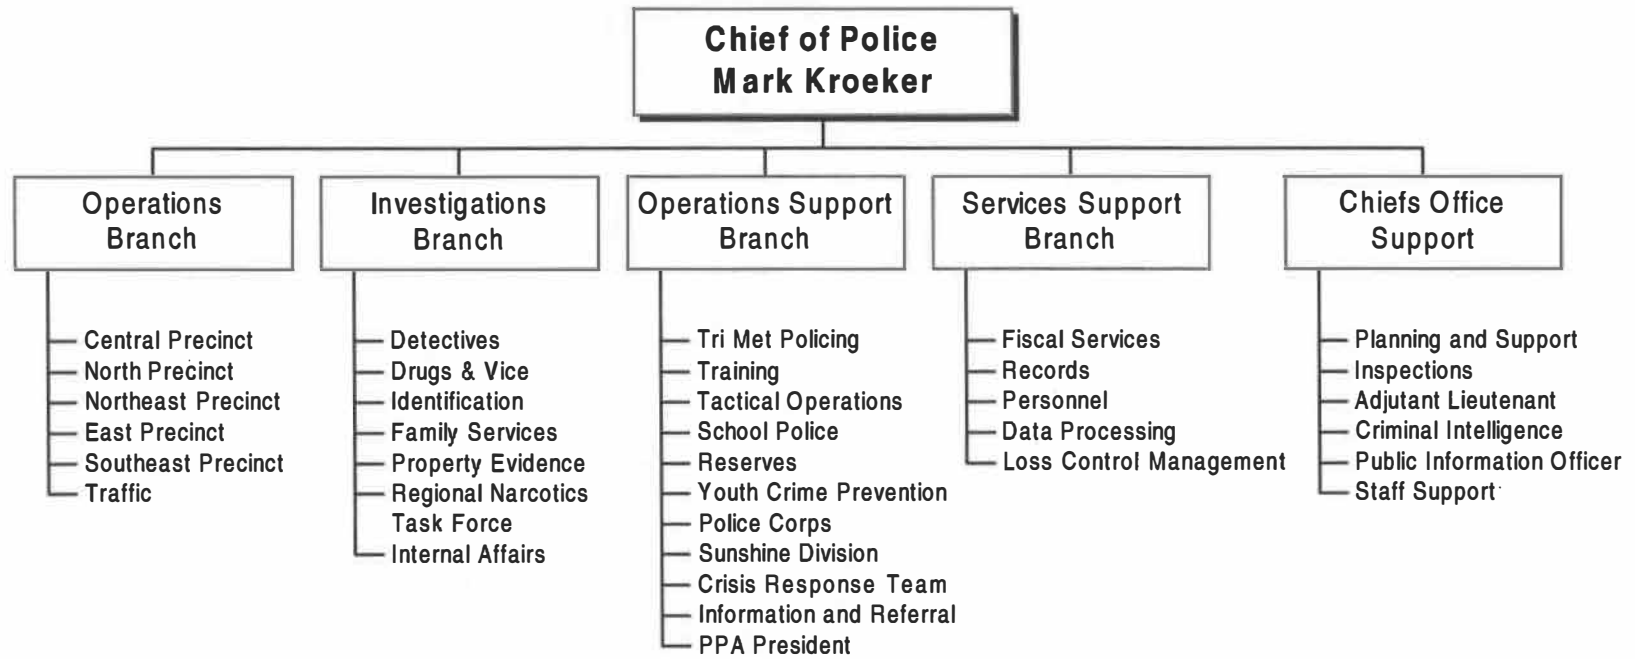 Chief of Police
Mark Kroeker
Operations
Branch
Investigations
Branch
Operations Support
Branch
Services Support
Branch
Chiefs Office
Support
Central Precinct
North Precinct
Northeast Precinct
East Precinct
Southeast Precinct
Traffic
Detectives
Drugs & Vice
Identification
Family Services
Property Evidence
Regional Narcotics
Task Force
Internal Affairs
Tri Met Policing
Training
Tactical Operations
School Police
Reserves
Youth Crime Prevention
Police Corps
Sunshine Division
Crisis Response Team
Information and Referral
PPA President
Fiscal Services
Records
Personnel
Data Processing
Loss Control Management
Planning and Support
Inspections
Adjutant Lieutenant
Criminal Intelligence
Public Information Officer
Staff Support